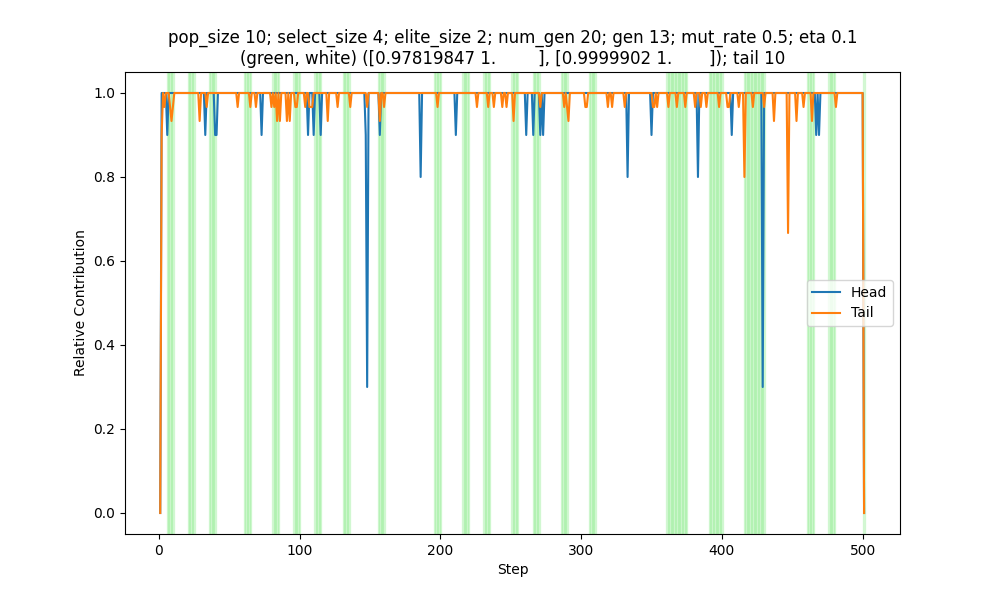 pop_size 10; select_size 4; elite_size 2; num_gen 20; gen 13; mut_rate 0.5; eta 0.1
(green, white) ([0.97819847 1.        ], [0.9999902 1.       ]); tail 10
1.0
0.8
0.6
0.4
0.2
0.0
Relative Contribution
Head
Tail
0
100
200
300
400
500
Step